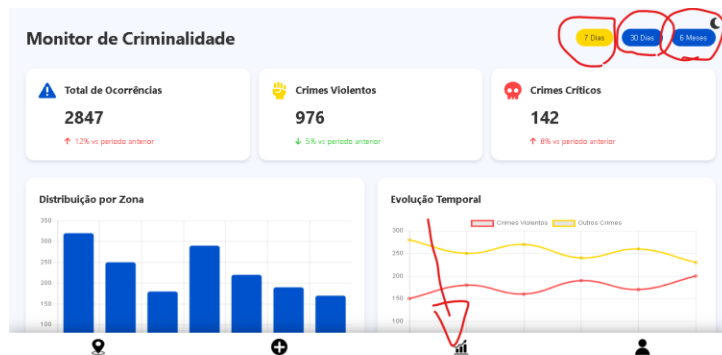 Monitor de Criminalidade
7 Dias
30 Dias
6 Meses
Total de Ocorrências
2847
12% vs período anterior
Crimes Violentos
976
5% vs período anterior
Crimes Críticos
142
8% vs período anterior
Distribuição por Zona
350
300
250
200
150
100
Evolução Temporal
Crimes Violentos
Outros Crimes
300
250
200
150
100